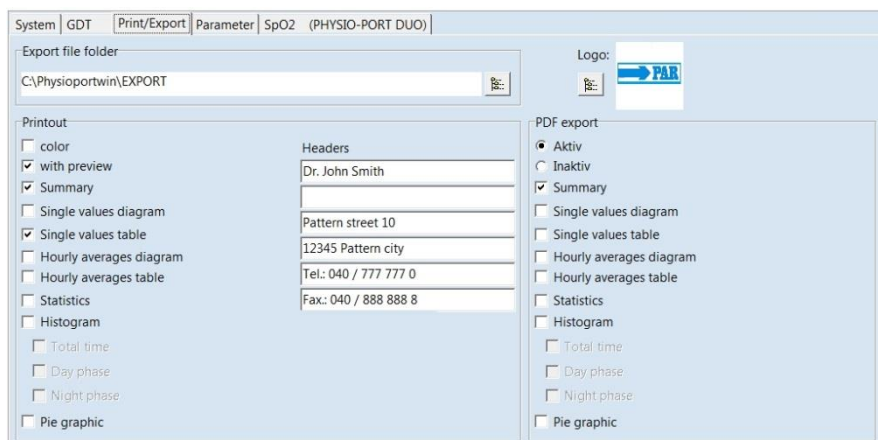 System GDT Print/Export Parameter SpO2 (PHYSIO-PORT DUO)
Export file folder
C:\Physioportwin\EXPORT
Logo:
PAR
Printout
color
with preview
Summary
Single values diagram
Single values table
Hourly averages diagram
Hourly averages table
Statistics
Histogram
Total time
Day phase
Night phase
Pie graphic
Headers
Dr. John Smith
Pattern street 10
12345 Pattern city
Tel.: 040 / 777 777 0
Fax.: 040 / 888 888 8
PDF export
Aktiv
Inaktiv
Summary
Single values diagram
Single values table
Hourly averages diagram
Hourly averages table
Statistics
Histogram
Total time
Day phase
Night phase
Pie graphic